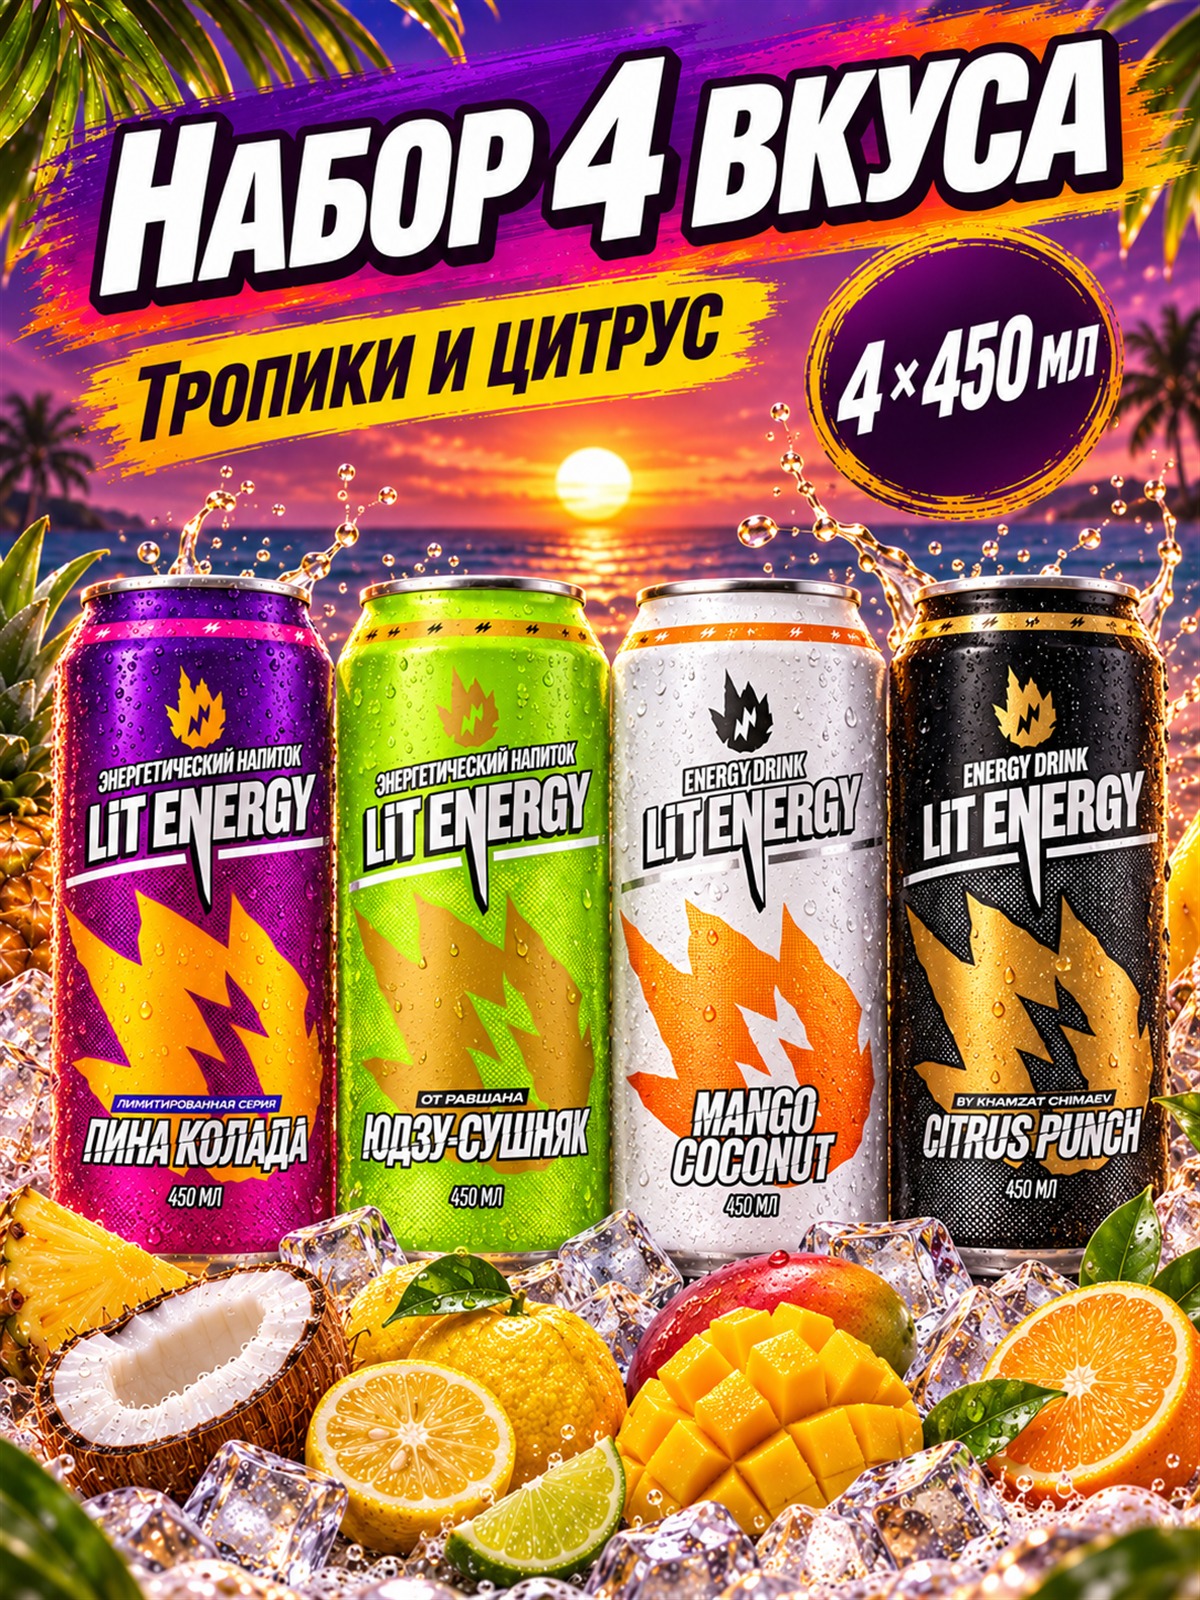 НАБОР 4 ВКУСА
ТРОПИКИ И ЦИТРУС
4×450 МЛ
ЭНЕРГЕТИЧЕСКИЙ НАПИТОК
LiT ENERGY
ЛИМИТИРОВАННАЯ СЕРИЯ
ПИНА КОЛАДА
450 МЛ
ЭНЕРГЕТИЧЕСКИЙ НАПИТОК
LiT ENERGY
ОТ РАВШАНА
ЮДЗУ-СУШНЯК
450 МЛ
ENERGY DRINK
LiT ENERGY
MANGO
COCONUT
450 МЛ
ENERGY DRINK
LiT ENERGY
BY KHAMZAT CHIMAEV
CITRUS PUNCH
450 МЛ